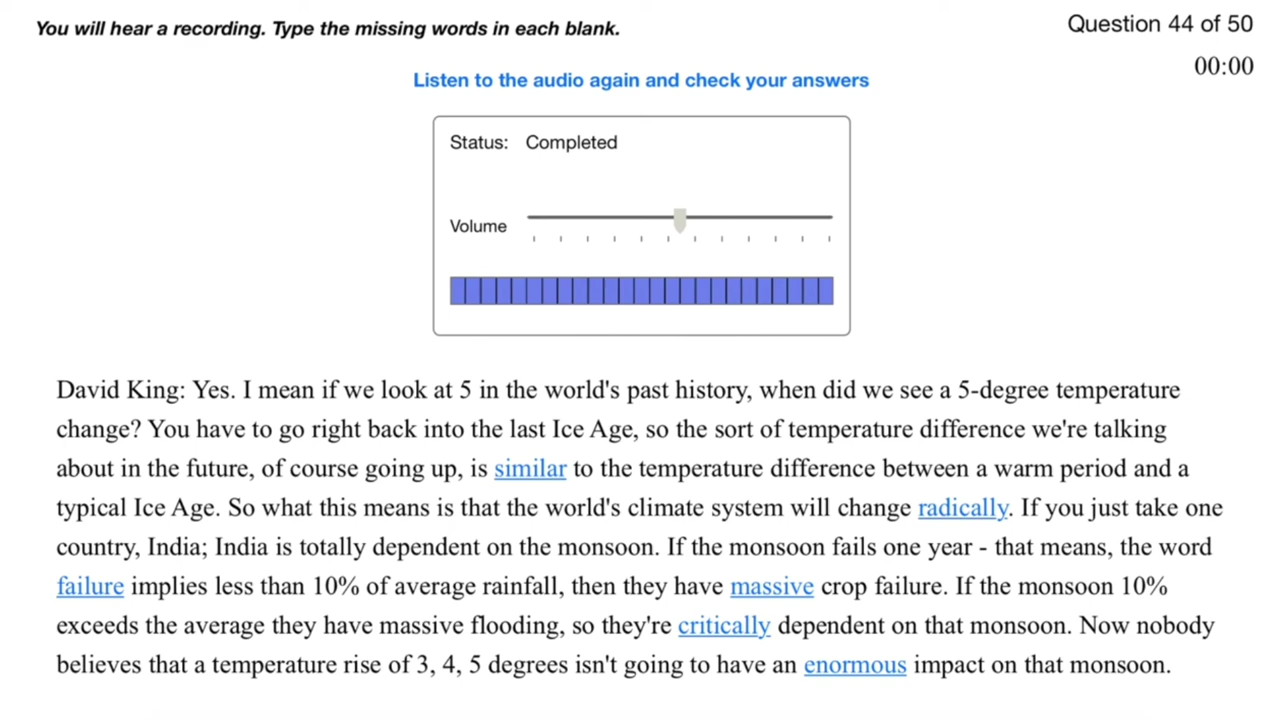 You will hear a recording. Type the missing words in each blank.
Question 44 of 50
00:00
Listen to the audio again and check your answers
Status: Completed
Volume
David King: Yes. I mean if we look at 5 in the world's past history, when did we see a 5-degree temperature
change? You have to go right back into the last Ice Age, so the sort of temperature difference we're talking
about in the future, of course going up, is similar to the temperature difference between a warm period and a
typical Ice Age. So what this means is that the world's climate system will change radically. If you just take one
country, India; India is totally dependent on the monsoon. If the monsoon fails one year - that means, the word
failure implies less than 10% of average rainfall, then they have massive crop failure. If the monsoon 10%
exceeds the average they have massive flooding, so they're critically dependent on that monsoon. Now nobody
believes that a temperature rise of 3, 4, 5 degrees isn't going to have an enormous impact on that monsoon.